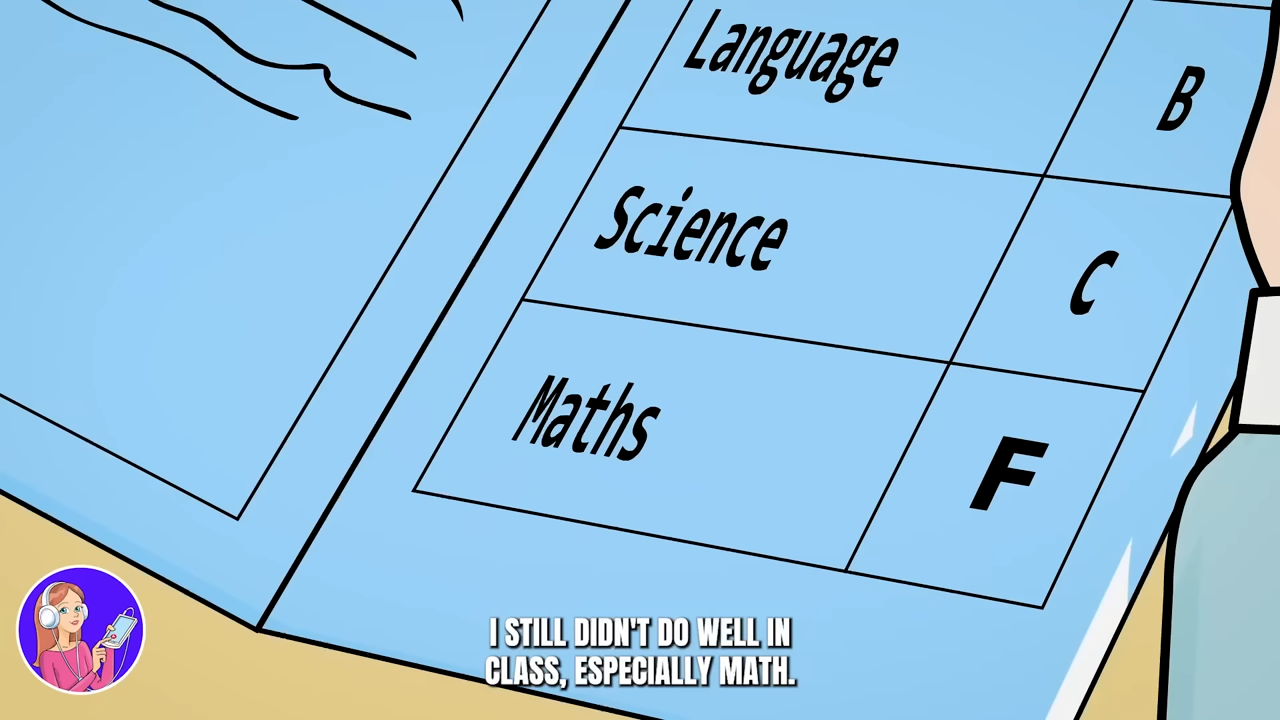 Language B
Science C
Maths F
I STILL DIDN'T DO WELL IN
CLASS, ESPECIALLY MATH.